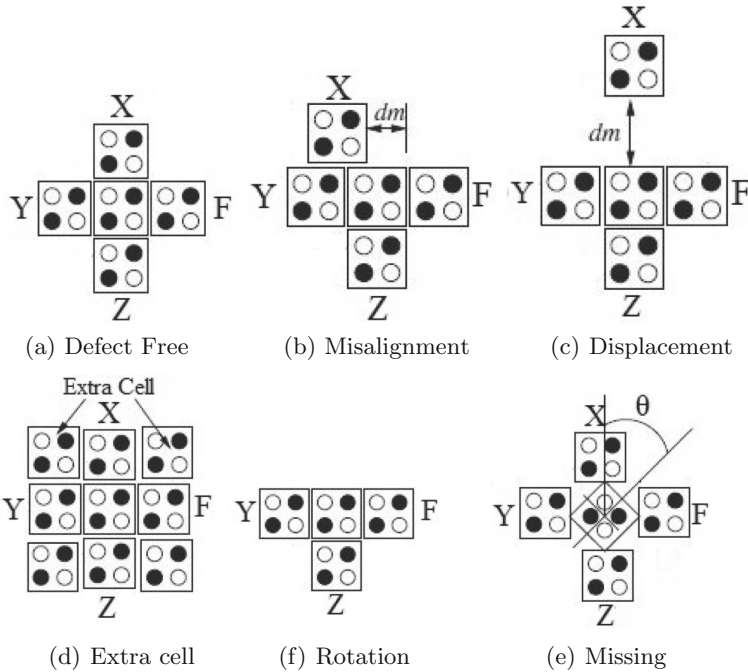 X
Y
F
Z
(a) Defect Free
X
dm
Y
F
Z
(b) Misalignment
X
dm
Y
F
Z
(c) Displacement
Extra Cell
X
Y
F
Z
(d) Extra cell
Y
F
Z
(f) Rotation
X
θ
Y
F
Z
(e) Missing